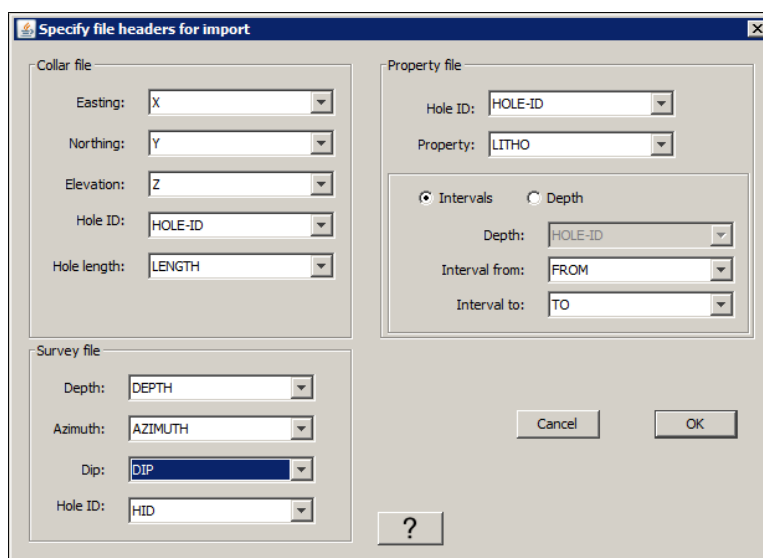 Specify file headers for import
Collar file
Easting: X
Northing: Y
Elevation: Z
Hole ID: HOLE-ID
Hole length: LENGTH
Survey file
Depth: DEPTH
Azimuth: AZIMUTH
Dip: DIP
Hole ID: HID
Property file
Hole ID: HOLE-ID
Property: LITHO
Intervals Depth
Depth: HOLE-ID
Interval from: FROM
Interval to: TO
Cancel OK
?